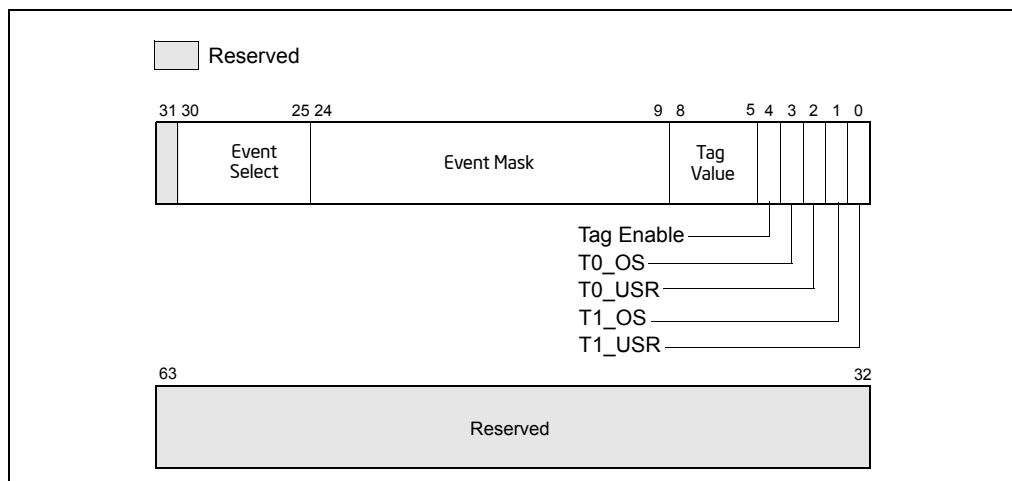 Reserved
31 30 25 24 9 8 5 4 3 2 1 0
Event Select
Event Mask
Tag Value
Tag Enable
T0_OS
T0_USR
T1_OS
T1_USR
63 32
Reserved